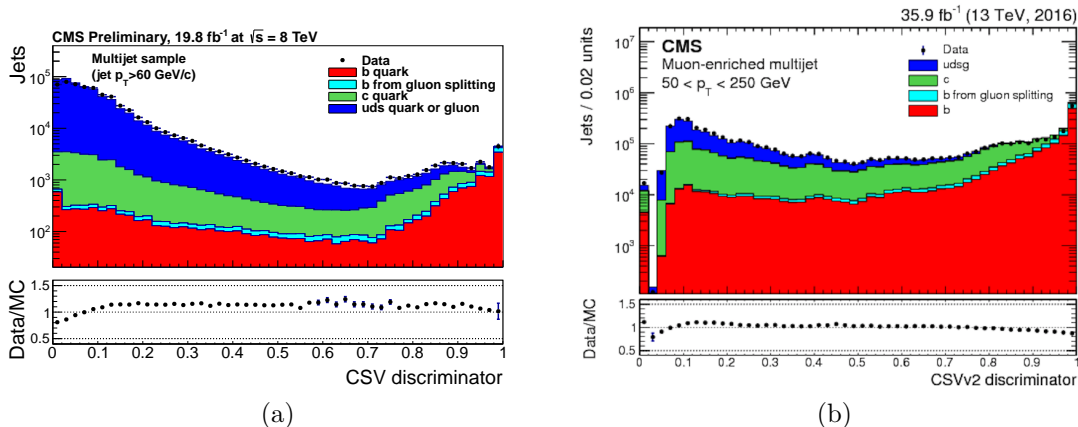 CMS Preliminary, 19.8 fb⁻¹ at √s = 8 TeV
Jets
Multijet sample
(jet p_T>60 GeV/c)
Data
b quark
b from gluon splitting
c quark
uds quark or gluon
10⁵
10⁴
10³
10²
Data/MC
1.5
1
0.5
0 0.1 0.2 0.3 0.4 0.5 0.6 0.7 0.8 0.9 1
CSV discriminator
(a)
35.9 fb⁻¹ (13 TeV, 2016)
Jets / 0.02 units
CMS
Muon-enriched multijet
50 < p_T < 250 GeV
Data
udsg
c
b from gluon splitting
b
10⁷
10⁶
10⁵
10⁴
10³
Data/MC
1.5
1
0.5
0 0.1 0.2 0.3 0.4 0.5 0.6 0.7 0.8 0.9 1
CSVv2 discriminator
(b)